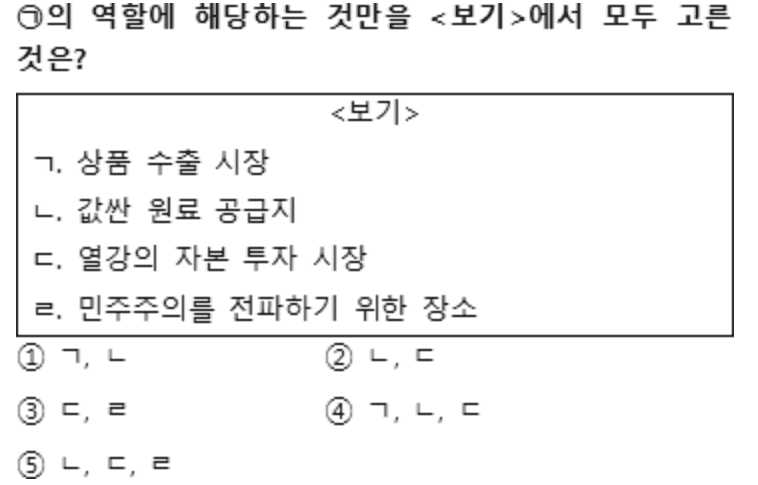 ㉠의 역할에 해당하는 것만을 <보기>에서 모두 고른
것은?
<보기>
ㄱ. 상품 수출 시장
ㄴ. 값싼 원료 공급지
ㄷ. 열강의 자본 투자 시장
ㄹ. 민주주의를 전파하기 위한 장소
① ㄱ, ㄴ ② ㄴ, ㄷ
③ ㄷ, ㄹ ④ ㄱ, ㄴ, ㄷ
⑤ ㄴ, ㄷ, ㄹ